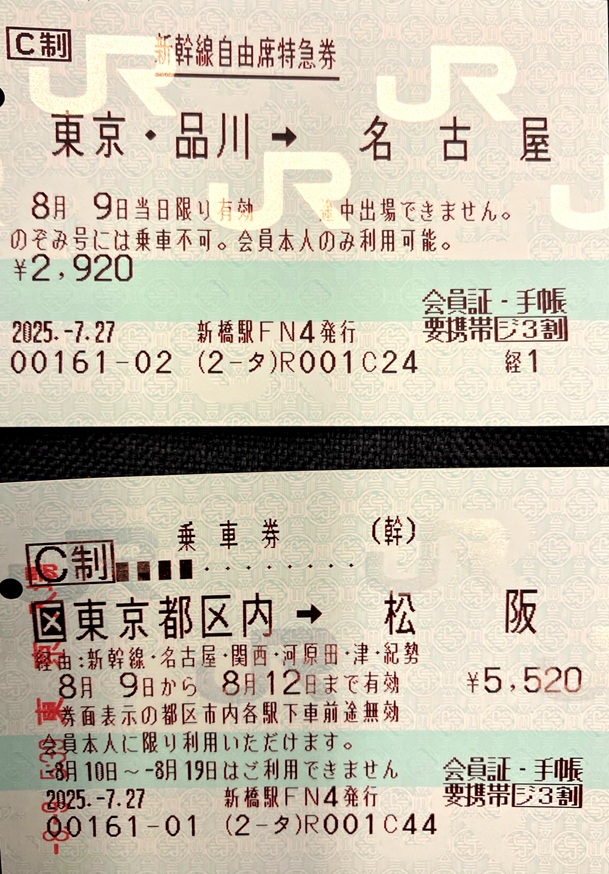 C制
新幹線自由席特急券
東京・品川 → 名古屋
8月 9日当日限り有効 途中出場できません。
のぞみ号には乗車不可。会員本人のみ利用可能。
¥2,920
会員証・手帳
2025.-7.27 新橋駅FN4発行 要携帯ジ3割
00161-02 (2-タ)R001C24 経1
乗車券 (幹)
C制
区東京都区内 → 松阪
経由:新幹線・名古屋・関西・河原田・津・紀勢
8月 9日から 8月12日まで有効 ¥5,520
券面表示の都区市内各駅下車前途無効
会員本人に限り利用いただけます。
-8月10日〜-8月19日はご利用できません 会員証・手帳
2025.-7.27 新橋駅FN4発行 要携帯ジ3割
00161-01 (2-タ)R001C44
JR